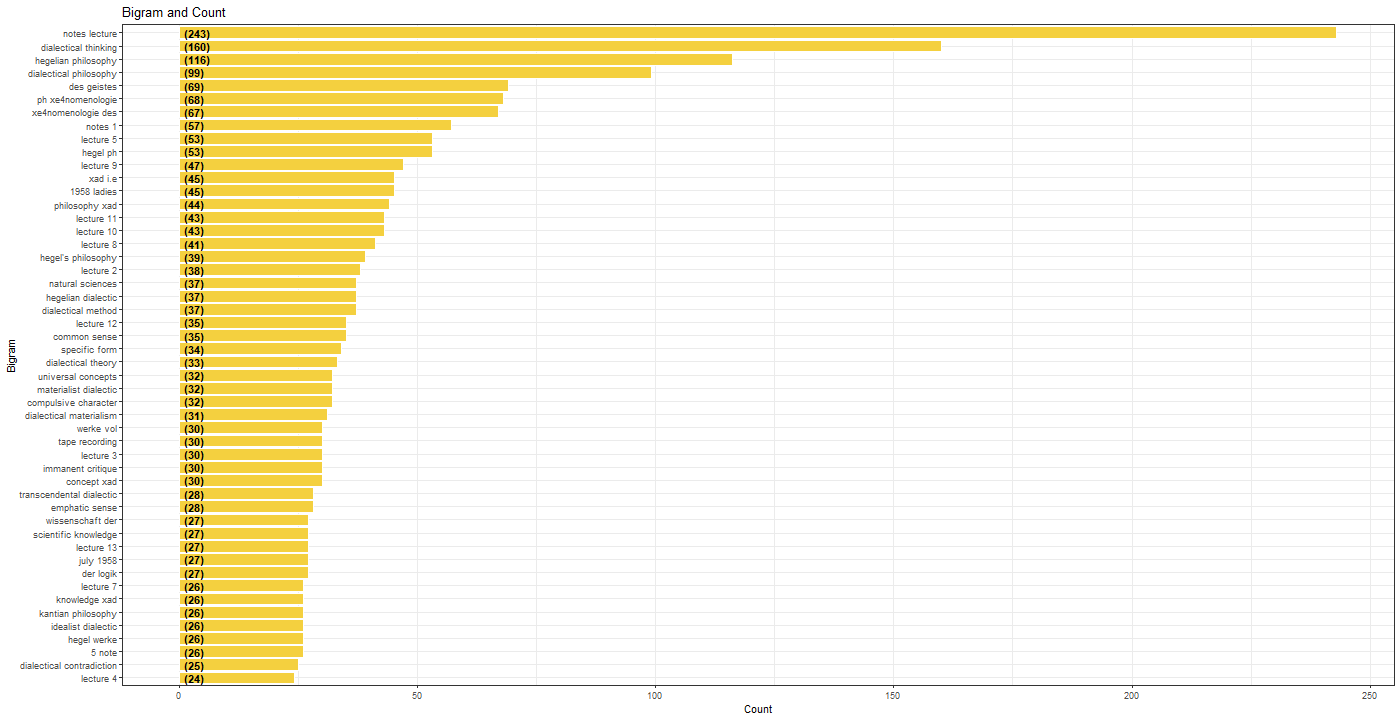 Bigram and Count
notes lecture (243)
dialectical thinking (160)
hegelian philosophy (116)
dialectical philosophy (99)
des geistes (69)
ph xe4nomenologie (68)
xe4nomenologie des (67)
notes 1 (57)
lecture 5 (53)
hegel ph (53)
lecture 9 (47)
xad i.e (45)
1958 ladies (45)
philosophy xad (44)
lecture 11 (43)
lecture 10 (43)
lecture 8 (41)
hegel's philosophy (39)
lecture 2 (38)
natural sciences (37)
hegelian dialectic (37)
dialectical method (37)
lecture 12 (35)
common sense (35)
specific form (34)
dialectical theory (33)
universal concepts (32)
materialist dialectic (32)
compulsive character (32)
dialectical materialism (31)
werke vol (30)
tape recording (30)
lecture 3 (30)
immanent critique (30)
concept xad (30)
transcendental dialectic (28)
emphatic sense (28)
wissenschaft der (27)
scientific knowledge (27)
lecture 13 (27)
july 1958 (27)
der logik (27)
lecture 7 (26)
knowledge xad (26)
kantian philosophy (26)
idealist dialectic (26)
hegel werke (26)
5 note (26)
dialectical contradiction (25)
lecture 4 (24)
Bigram
0 50 100 150 200 250
Count